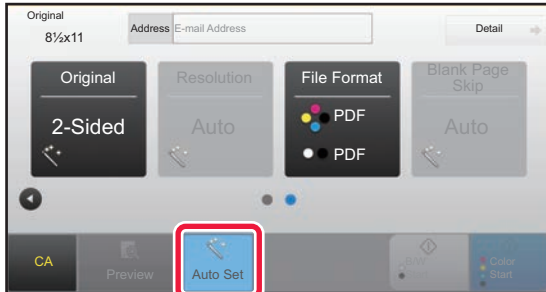 Original
8½x11
Address E-mail Address
Detail
Original
2-Sided
Resolution
Auto
File Format
PDF
PDF
Blank Page
Skip
Auto
CA
Preview
Auto Set
B/W
Start
Color
Start